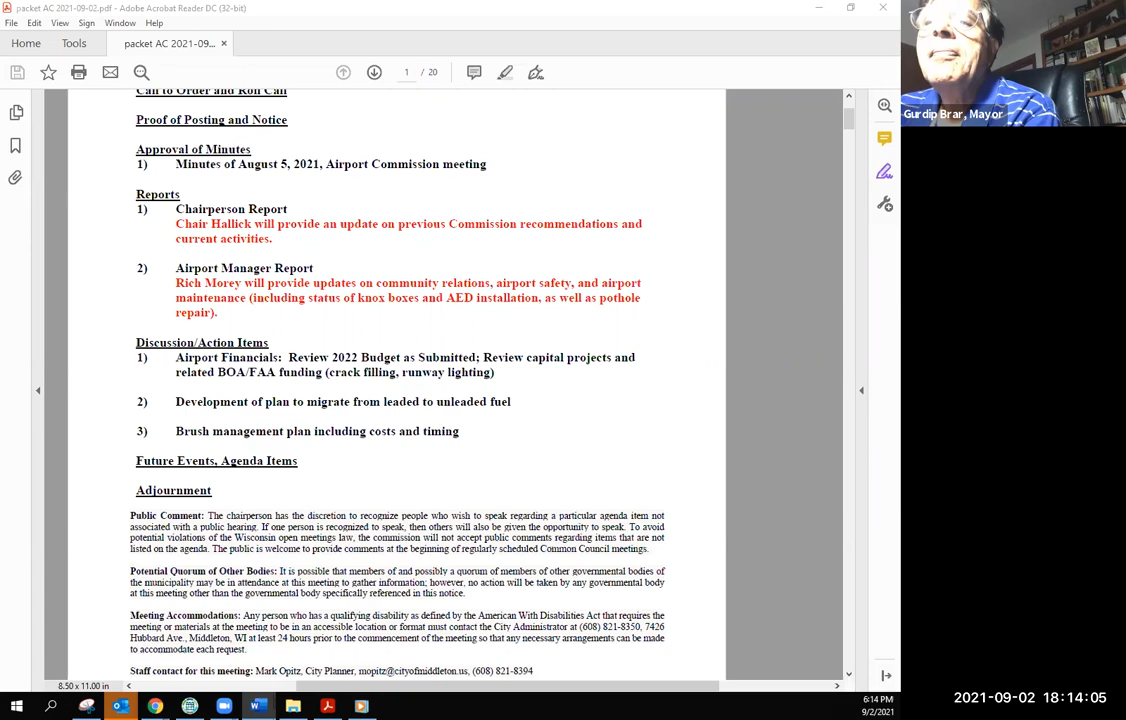 packet AC 2021-09-02.pdf - Adobe Acrobat Reader DC (32-bit)
File Edit View Sign Window Help
Home Tools packet AC 2021-09... ×
1 / 20
Call to Order and Roll Call
Proof of Posting and Notice
Approval of Minutes
1) Minutes of August 5, 2021, Airport Commission meeting
Reports
1) Chairperson Report
Chair Hallick will provide an update on previous Commission recommendations and
current activities.
2) Airport Manager Report
Rich Morey will provide updates on community relations, airport safety, and airport
maintenance (including status of knox boxes and AED installation, as well as pothole
repair).
Discussion/Action Items
1) Airport Financials: Review 2022 Budget as Submitted; Review capital projects and
related BOA/FAA funding (crack filling, runway lighting)
2) Development of plan to migrate from leaded to unleaded fuel
3) Brush management plan including costs and timing
Future Events, Agenda Items
Adjournment
Public Comment: The chairperson has the discretion to recognize people who wish to speak regarding a particular agenda item not
associated with a public hearing. If one person is recognized to speak, then others will also be given the opportunity to speak. To avoid
potential violations of the Wisconsin open meetings law, the commission will not accept public comments regarding items that are not
listed on the agenda. The public is welcome to provide comments at the beginning of regularly scheduled Common Council meetings.
Potential Quorum of Other Bodies: It is possible that members of and possibly a quorum of members of other governmental bodies of
the municipality may be in attendance at this meeting to gather information; however, no action will be taken by any governmental body
at this meeting other than the governmental body specifically referenced in this notice.
Meeting Accommodations: Any person who has a qualifying disability as defined by the American With Disabilities Act that requires the
meeting or materials at the meeting to be in an accessible location or format must contact the City Administrator at (608) 821-8350, 7426
Hubbard Ave., Middleton, WI at least 24 hours prior to the commencement of the meeting so that any necessary arrangements can be made
to accommodate each request.
Staff contact for this meeting: Mark Opitz, City Planner, mopitz@cityofmiddleton.us, (608) 821-8394
8.50 x 11.00 in
Gurdip Brar, Mayor
6:14 PM
9/2/2021
2021-09-02 18:14:05